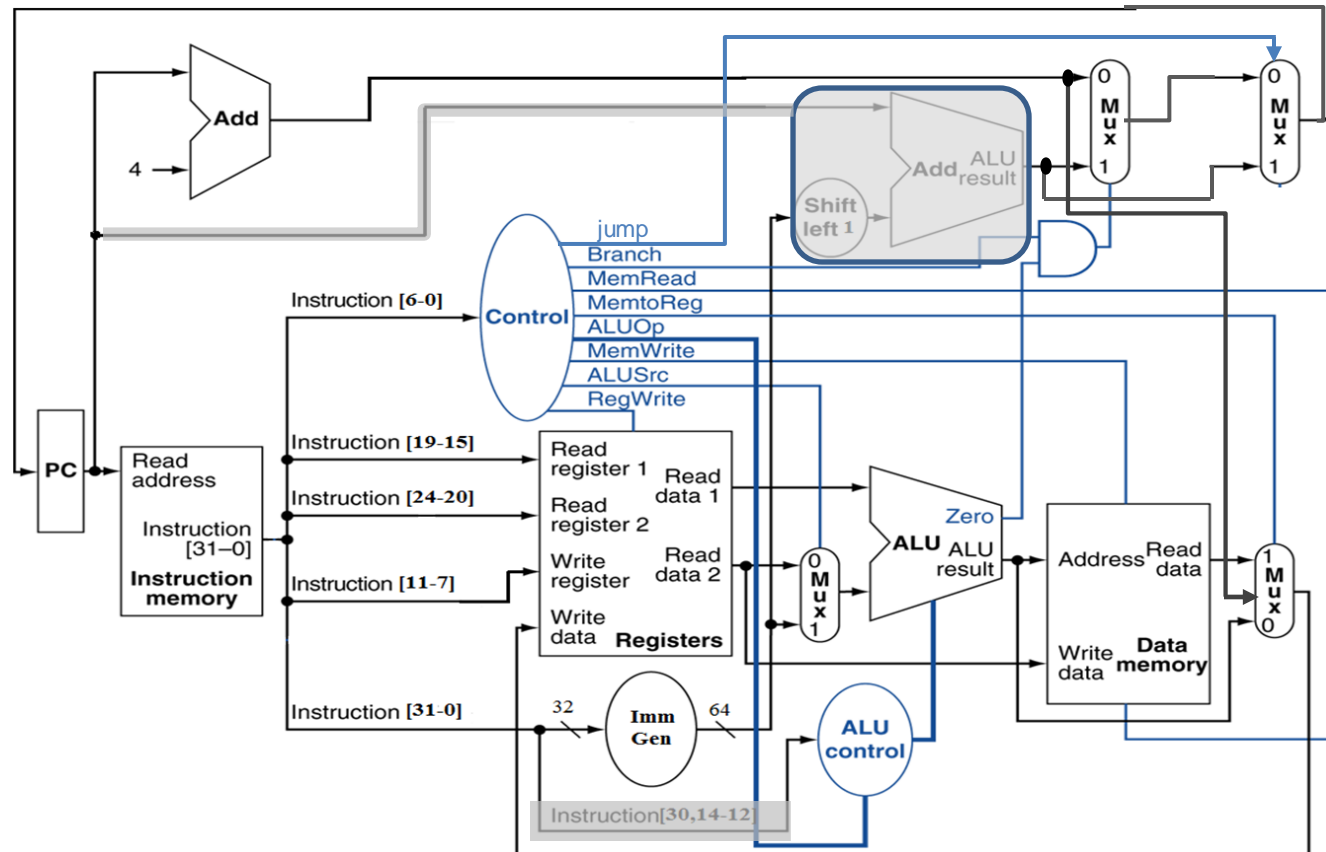 Add
4
0
M
u
x
1
0
M
u
x
1
Add
ALU
result
Shift
left 1
jump
Branch
MemRead
MemtoReg
ALUOp
MemWrite
ALUSrc
RegWrite
Control
Instruction [6-0]
Instruction [19-15]
Instruction [24-20]
Instruction [11-7]
Instruction [31-0]
PC
Read
address
Instruction
[31–0]
Instruction
memory
Read
register 1
Read
register 2
Write
register
Write
data
Read
data 1
Read
data 2
Registers
0
M
u
x
1
Zero
ALU
ALU
result
Address
Read
data
Write
data
Data
memory
1
M
u
x
0
32
Imm
Gen
64
ALU
control
Instruction[30,14-12]